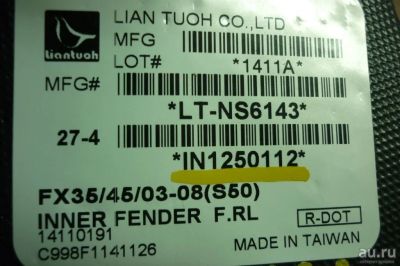 Liantuoh
LIAN TUOH CO.,LTD
MFG
LOT#
*1411A*
MFG#
*LT-NS6143*
27-4
*IN1250112*
FX35/45/03-08(S50)
INNER FENDER F.RL
R-DOT
14110191
C998F1141126
MADE IN TAIWAN
au.ru